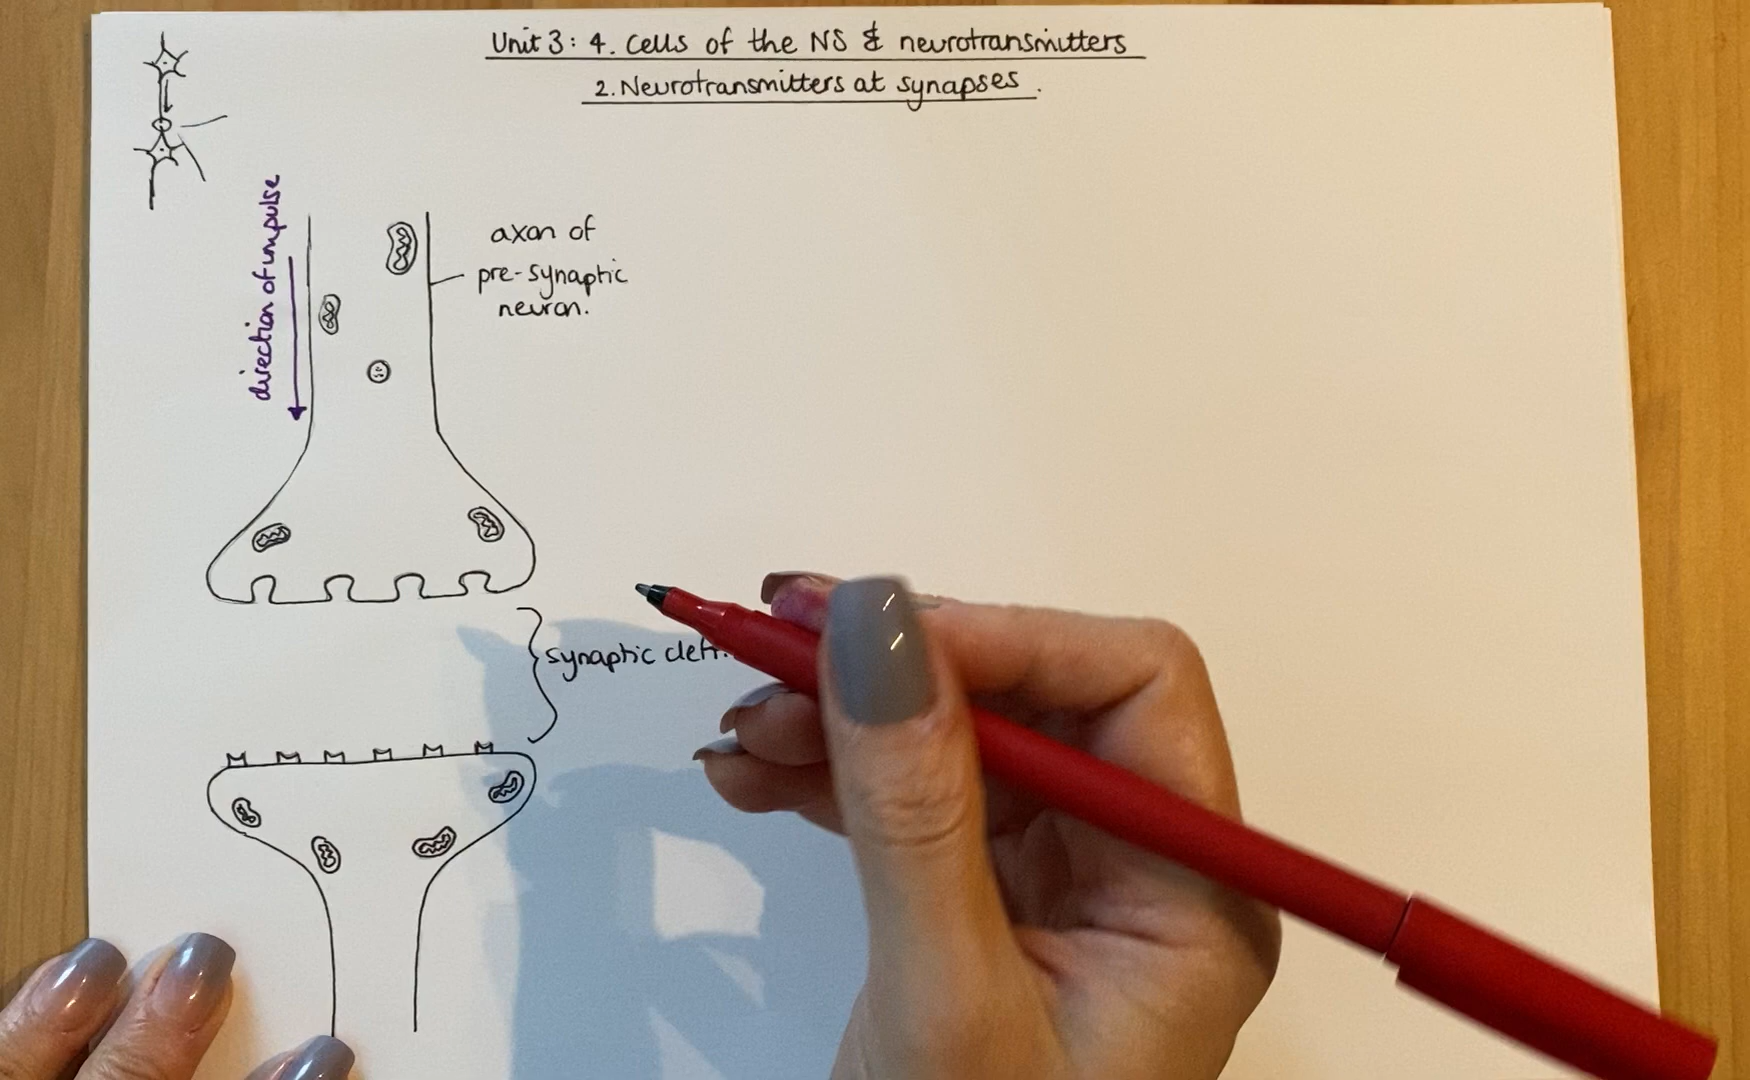 Unit 3: 4. Cells of the NS & neurotransmitters
2. Neurotransmitters at synapses.
direction of impulse
axon of
pre-synaptic
neuron.
synaptic cleft.